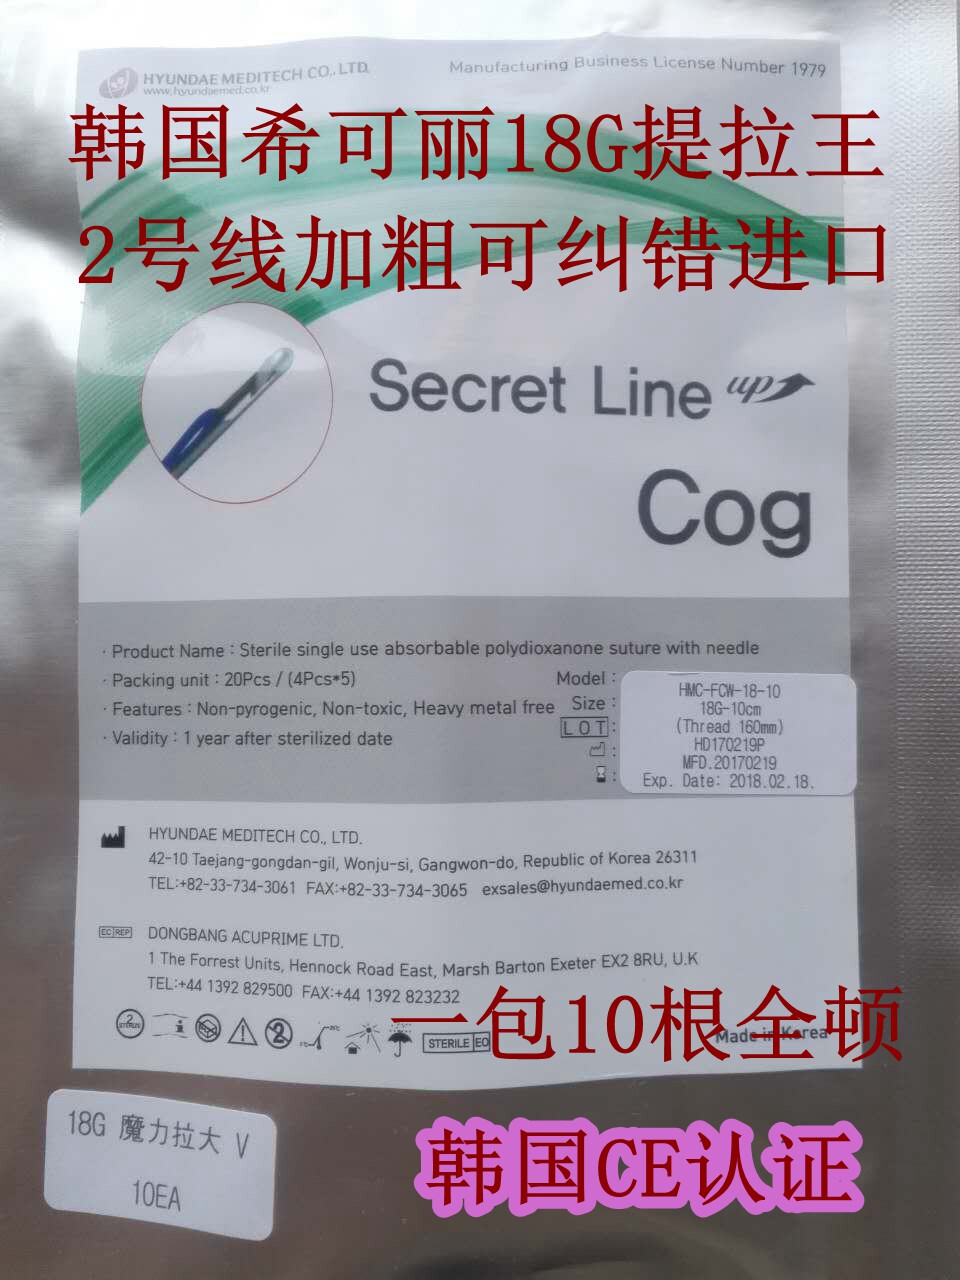 HYUNDAE MEDITECH CO., LTD.
www.hyundaemed.co.kr
Manufacturing Business License Number 1979
韩国希可丽18G提拉王
2号线加粗可纠错进口
Secret Line up
Cog
· Product Name : Sterile single use absorbable polydioxanone suture with needle
· Packing unit : 20Pcs / (4Pcs*5)
· Features : Non-pyrogenic, Non-toxic, Heavy metal free
· Validity : 1 year after sterilized date
Model : HMC-FCW-18-10
Size : 18G-10cm
(Thread 160mm)
LOT : HD170219P
: MFD.20170219
: Exp. Date: 2018.02.18.
HYUNDAE MEDITECH CO., LTD.
42-10 Taejang-gongdan-gil, Wonju-si, Gangwon-do, Republic of Korea 26311
TEL:+82-33-734-3061 FAX:+82-33-734-3065 exsales@hyundaemed.co.kr
EC REP DONGBANG ACUPRIME LTD.
1 The Forrest Units, Hennock Road East, Marsh Barton Exeter EX2 8RU, U.K
TEL:+44 1392 829500 FAX:+44 1392 823232
一包10根全顿
STERILE EO
Made in Korea
18G 魔力拉大 V
10EA
韩国CE认证